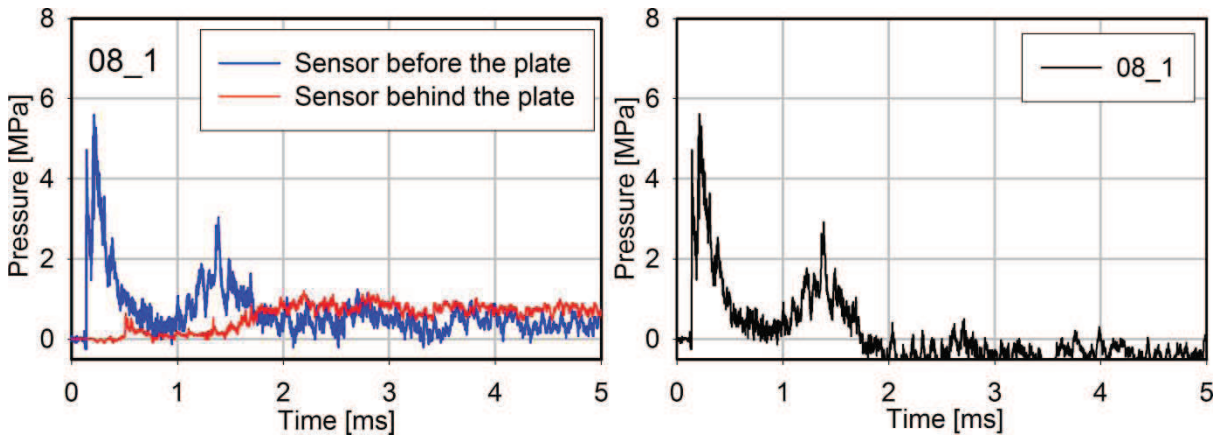 08_1
Sensor before the plate
Sensor behind the plate
Pressure [MPa]
8
6
4
2
0
0 1 2 3 4 5
Time [ms]
08_1
Pressure [MPa]
8
6
4
2
0
0 1 2 3 4 5
Time [ms]